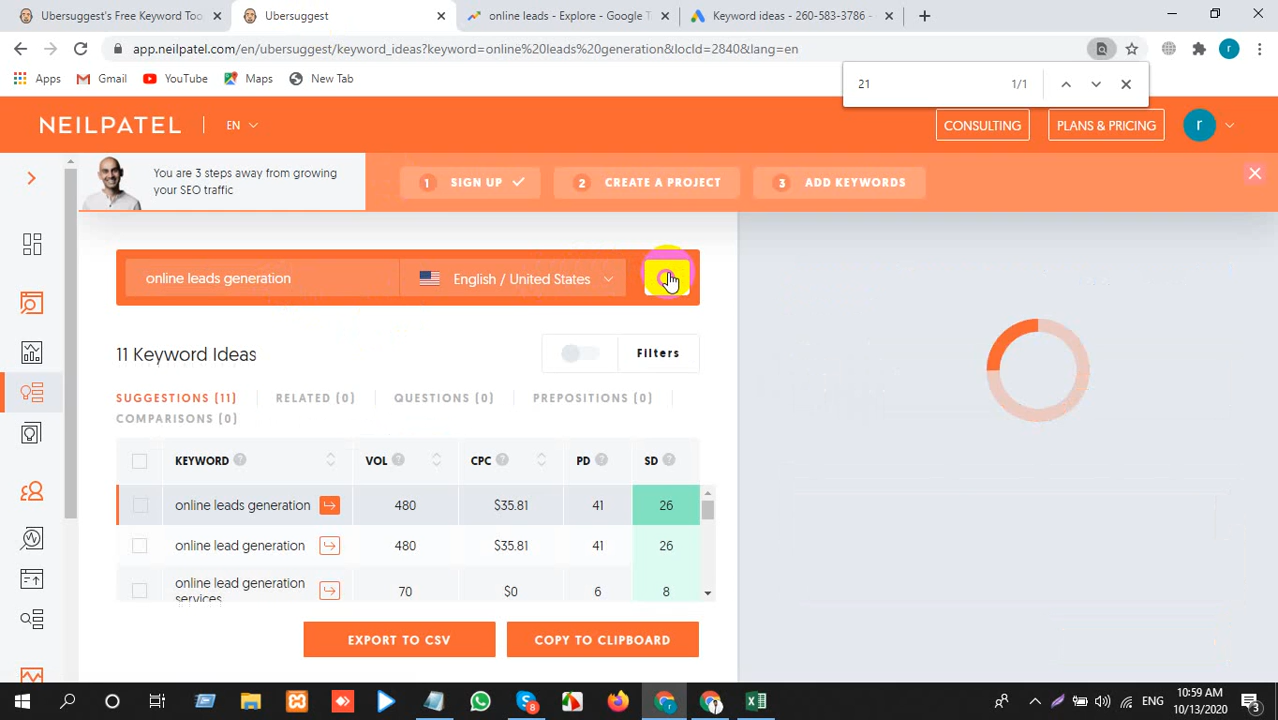 Ubersuggest's Free Keyword Too
Ubersuggest
online leads - Explore - Google T
Keyword ideas - 260-583-3786 -
app.neilpatel.com/en/ubersuggest/keyword_ideas?keyword=online%20leads%20generation&locId=2840&lang=en
r
Apps
Gmail
YouTube
Maps
New Tab
21
1/1
NEILPATEL
EN
CONSULTING
PLANS & PRICING
r
You are 3 steps away from growing
your SEO traffic
1 SIGN UP
2 CREATE A PROJECT
3 ADD KEYWORDS
online leads generation
English / United States
11 Keyword Ideas
Filters
SUGGESTIONS (11)
RELATED (0)
QUESTIONS (0)
PREPOSITIONS (0)
COMPARISONS (0)
KEYWORD ? VOL ? CPC ? PD ? SD ?
online leads generation 480 $35.81 41 26
online lead generation 480 $35.81 41 26
online lead generation
services 70 $0 6 8
EXPORT TO CSV
COPY TO CLIPBOARD
8
r
ENG
10:59 AM
10/13/2020
3